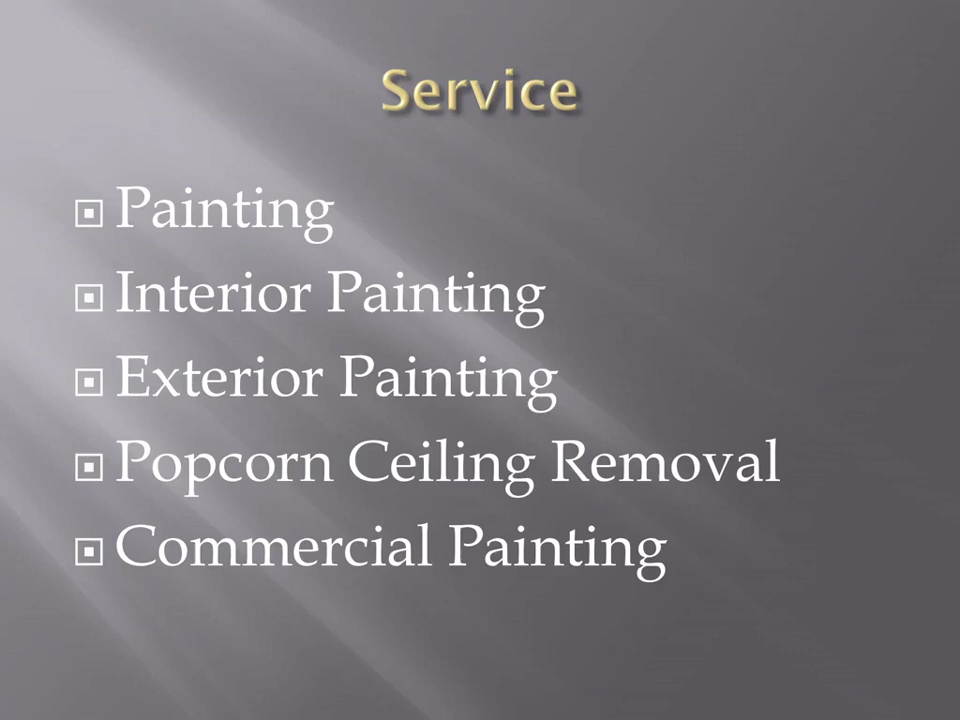 Service
Painting
Interior Painting
Exterior Painting
Popcorn Ceiling Removal
Commercial Painting